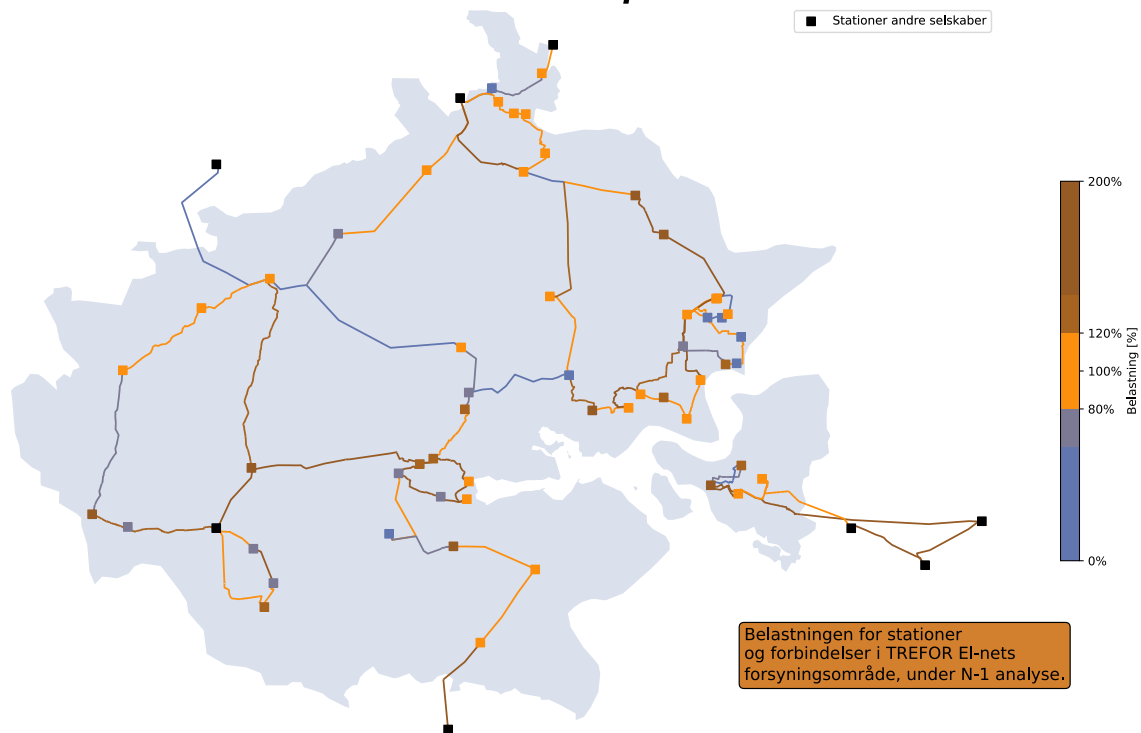 Stationer andre selskaber
200%
120%
100%
80%
0%
Belastning [%]
Belastningen for stationer
og forbindelser i TREFOR El-nets
forsyningsområde, under N-1 analyse.